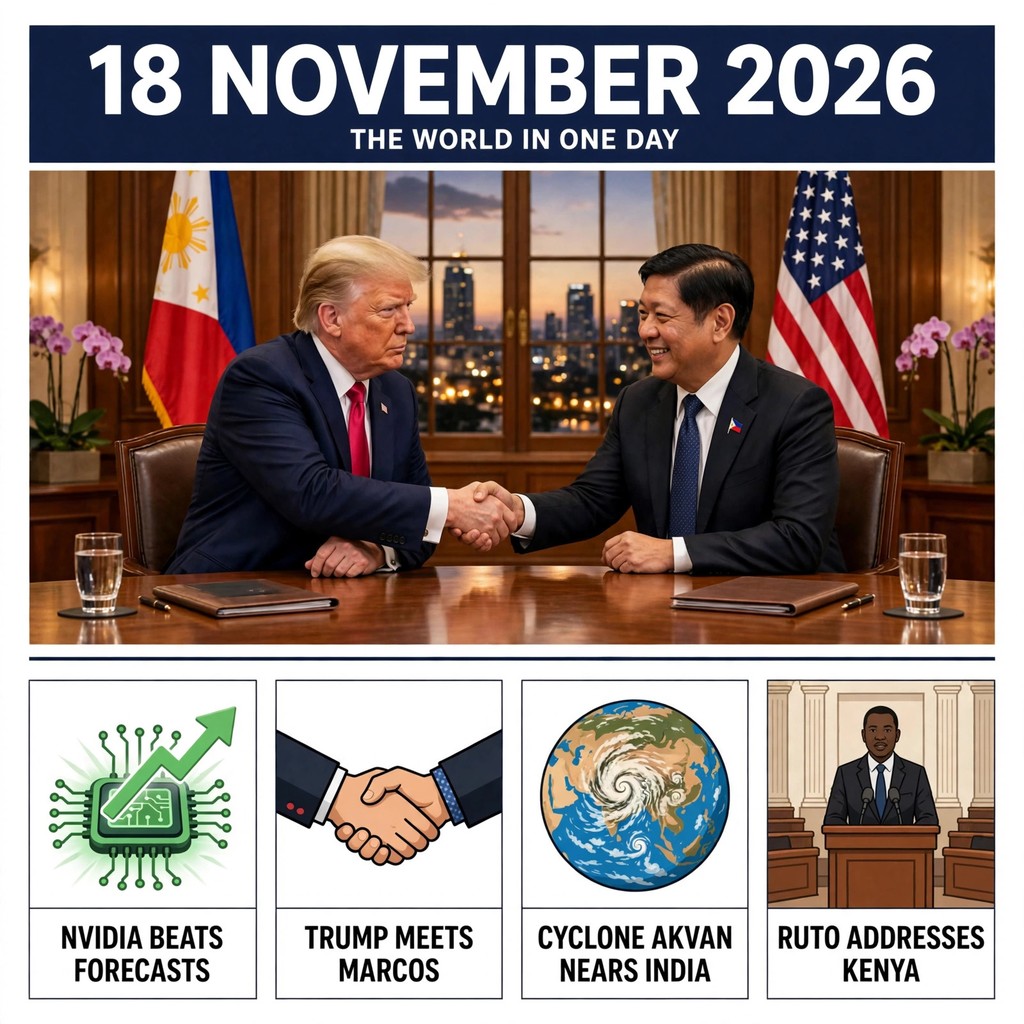 18 NOVEMBER 2026
THE WORLD IN ONE DAY
NVIDIA BEATS
FORECASTS
TRUMP MEETS
MARCOS
CYCLONE AKVAN
NEARS INDIA
RUTO ADDRESSES
KENYA